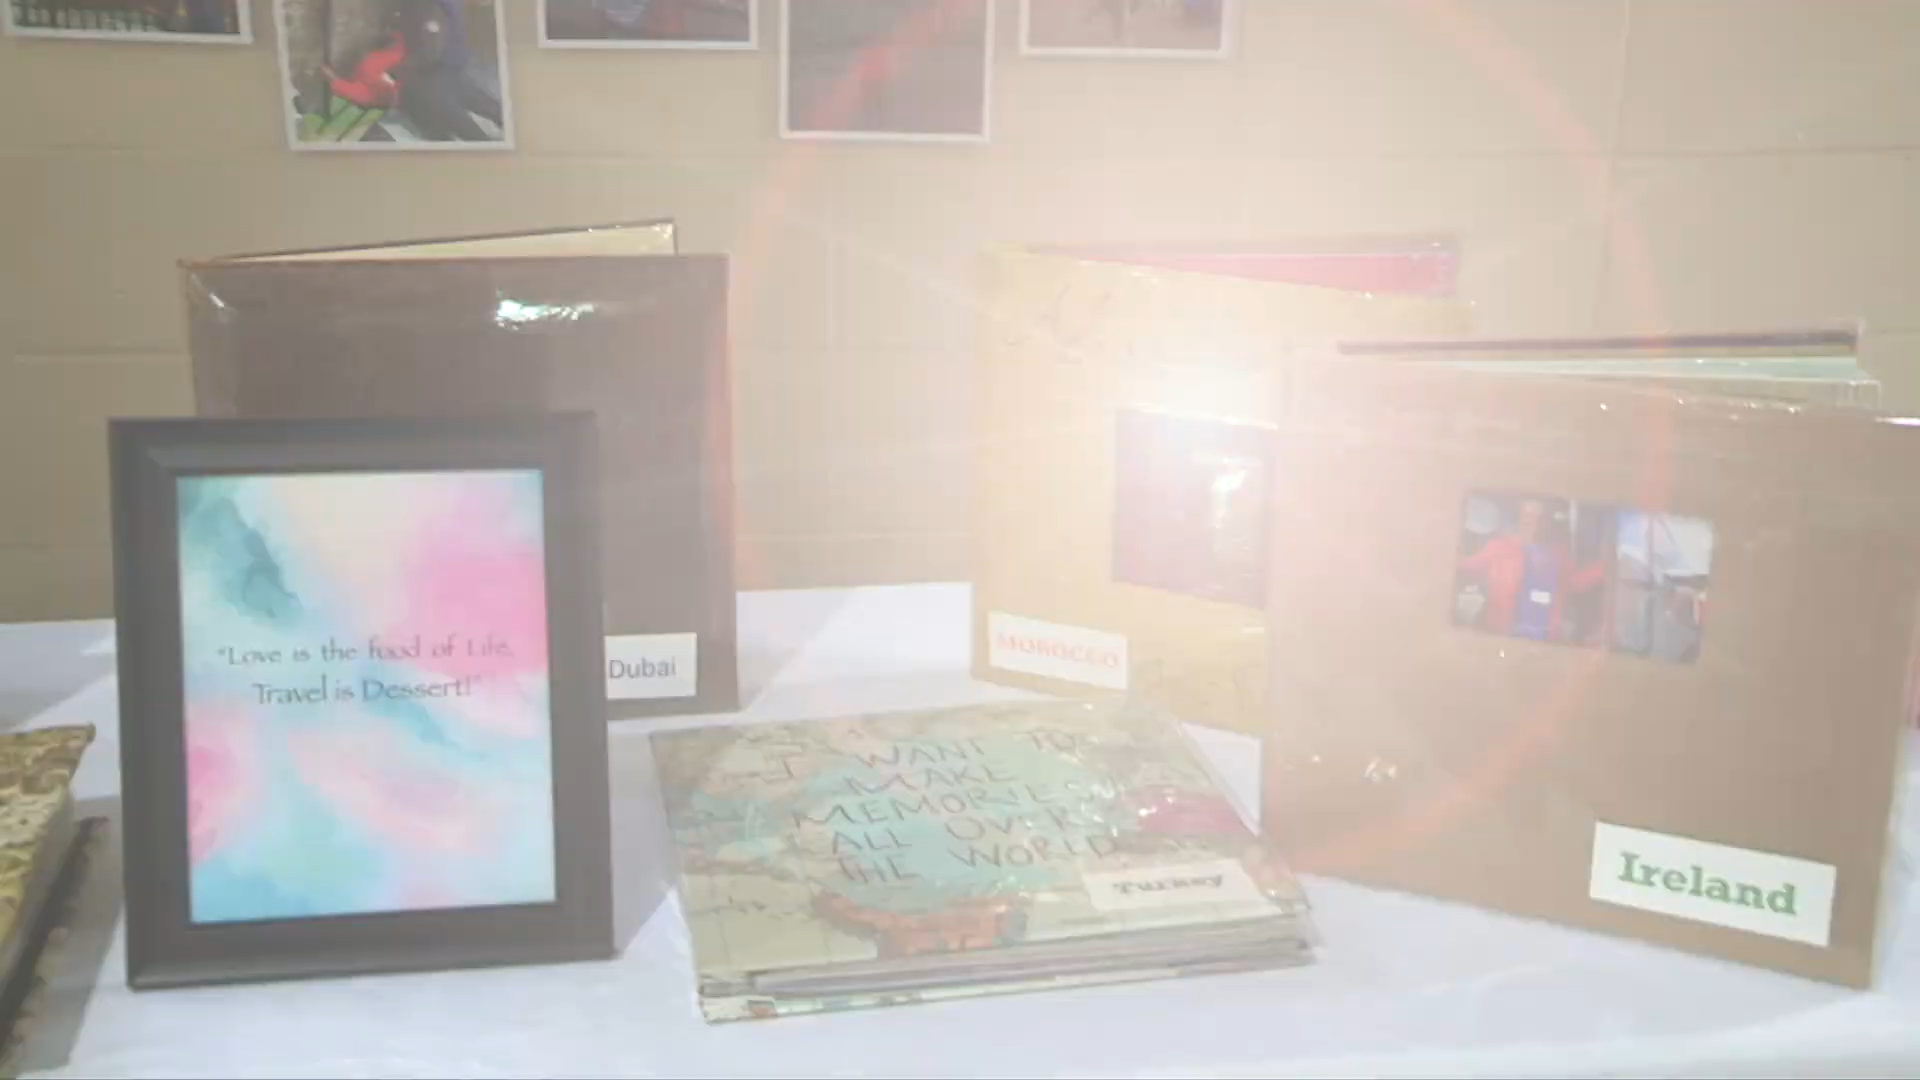 "Love is the food of Life,
Travel is Dessert!"
Dubai
MOROCCO
I WANT TO
MAKE
MEMORIES
ALL OVER
THE WORLD
Turkey
Ireland